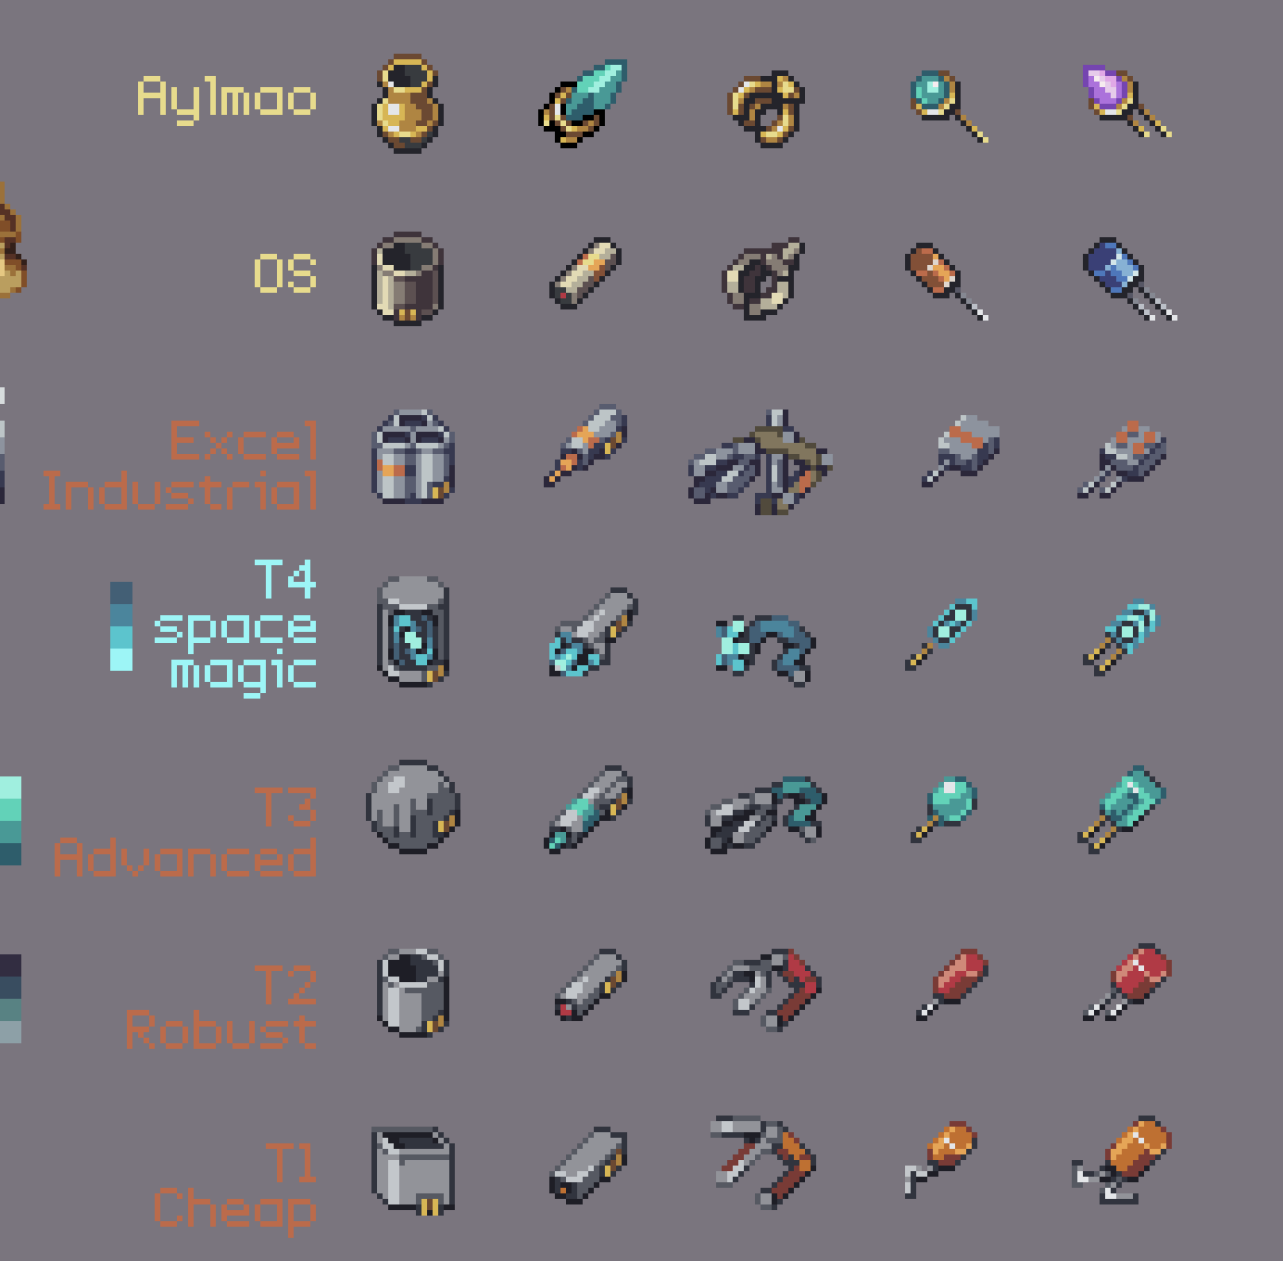 Aylmao
OS
Excel
Industrial
T4
space
magic
T3
Advanced
T2
Robust
T1
Cheap